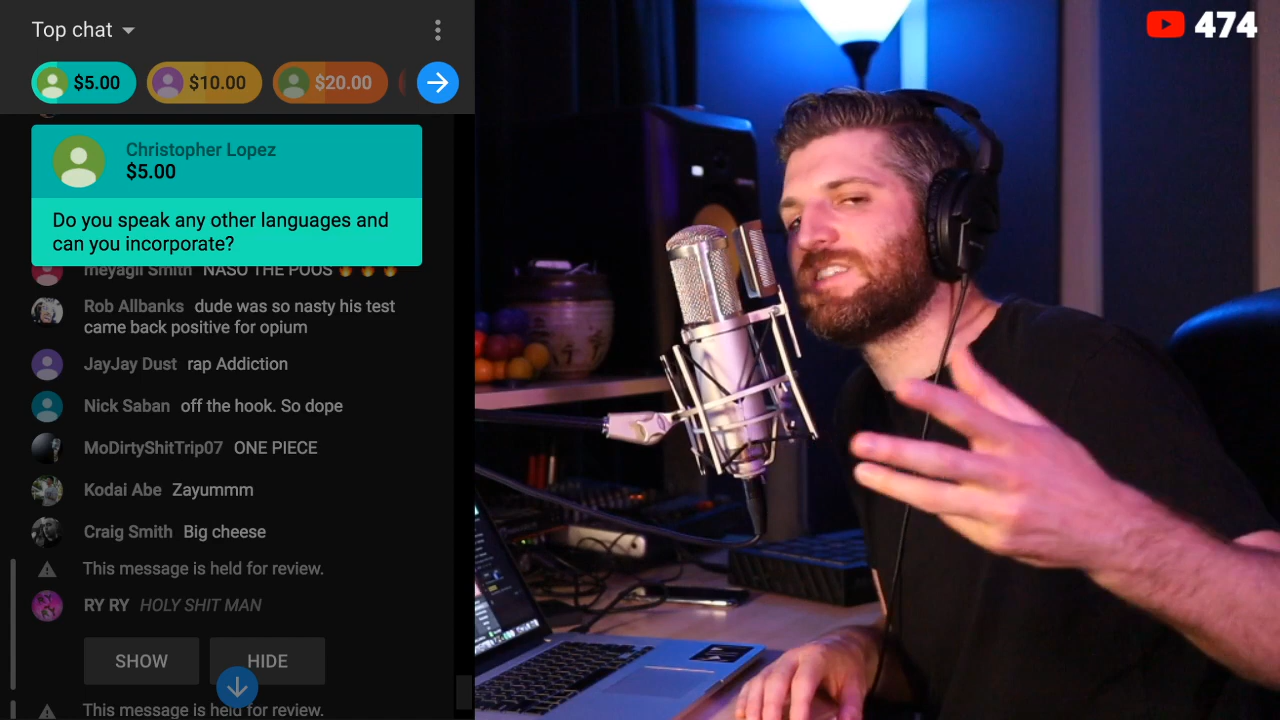 Top chat
$5.00
$10.00
$20.00
474
Christopher Lopez
$5.00
Do you speak any other languages and
can you incorporate?
meyagii Smith NASO THE POOS
Rob Allbanks dude was so nasty his test
came back positive for opium
JayJay Dust rap Addiction
Nick Saban off the hook. So dope
MoDirtyShitTrip07 ONE PIECE
Kodai Abe Zayummm
Craig Smith Big cheese
This message is held for review.
RY RY HOLY SHIT MAN
SHOW
HIDE
This message is held for review.